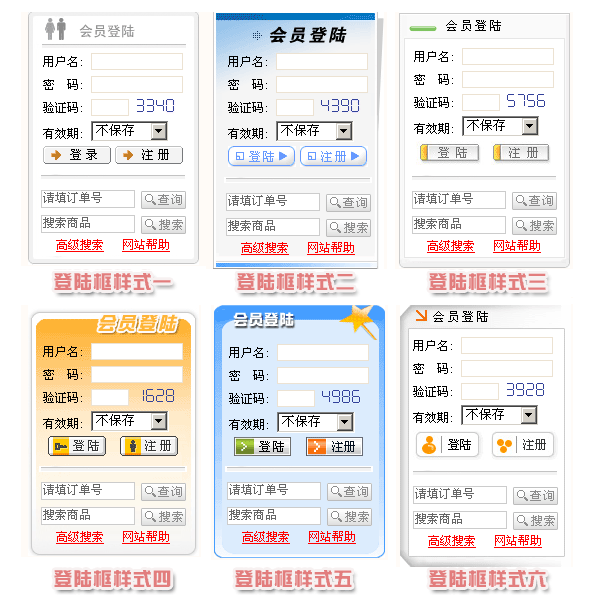 会员登陆
用户名:
密 码:
验证码: 3340
有效期: 不保存
登 录 注 册
请填订单号 查询
搜索商品 搜索
高级搜索 网站帮助
登陆框样式一
会员登陆
用户名:
密 码:
验证码: 4390
有效期: 不保存
登陆 注册
请填订单号 查询
搜索商品 搜索
高级搜索 网站帮助
登陆框样式二
会员登陆
用户名:
密 码:
验证码: 5756
有效期: 不保存
登 陆 注 册
请填订单号 查询
搜索商品 搜索
高级搜索 网站帮助
登陆框样式三
会员登陆
用户名:
密 码:
验证码: 1628
有效期: 不保存
登陆 注册
请填订单号 查询
搜索商品 搜索
高级搜索 网站帮助
登陆框样式四
会员登陆
用户名:
密 码:
验证码: 4986
有效期: 不保存
登陆 注册
请填订单号 查询
搜索商品 搜索
高级搜索 网站帮助
登陆框样式五
会员登陆
用户名:
密 码:
验证码: 3928
有效期: 不保存
登陆 注册
请填订单号 查询
搜索商品 搜索
高级搜索 网站帮助
登陆框样式六